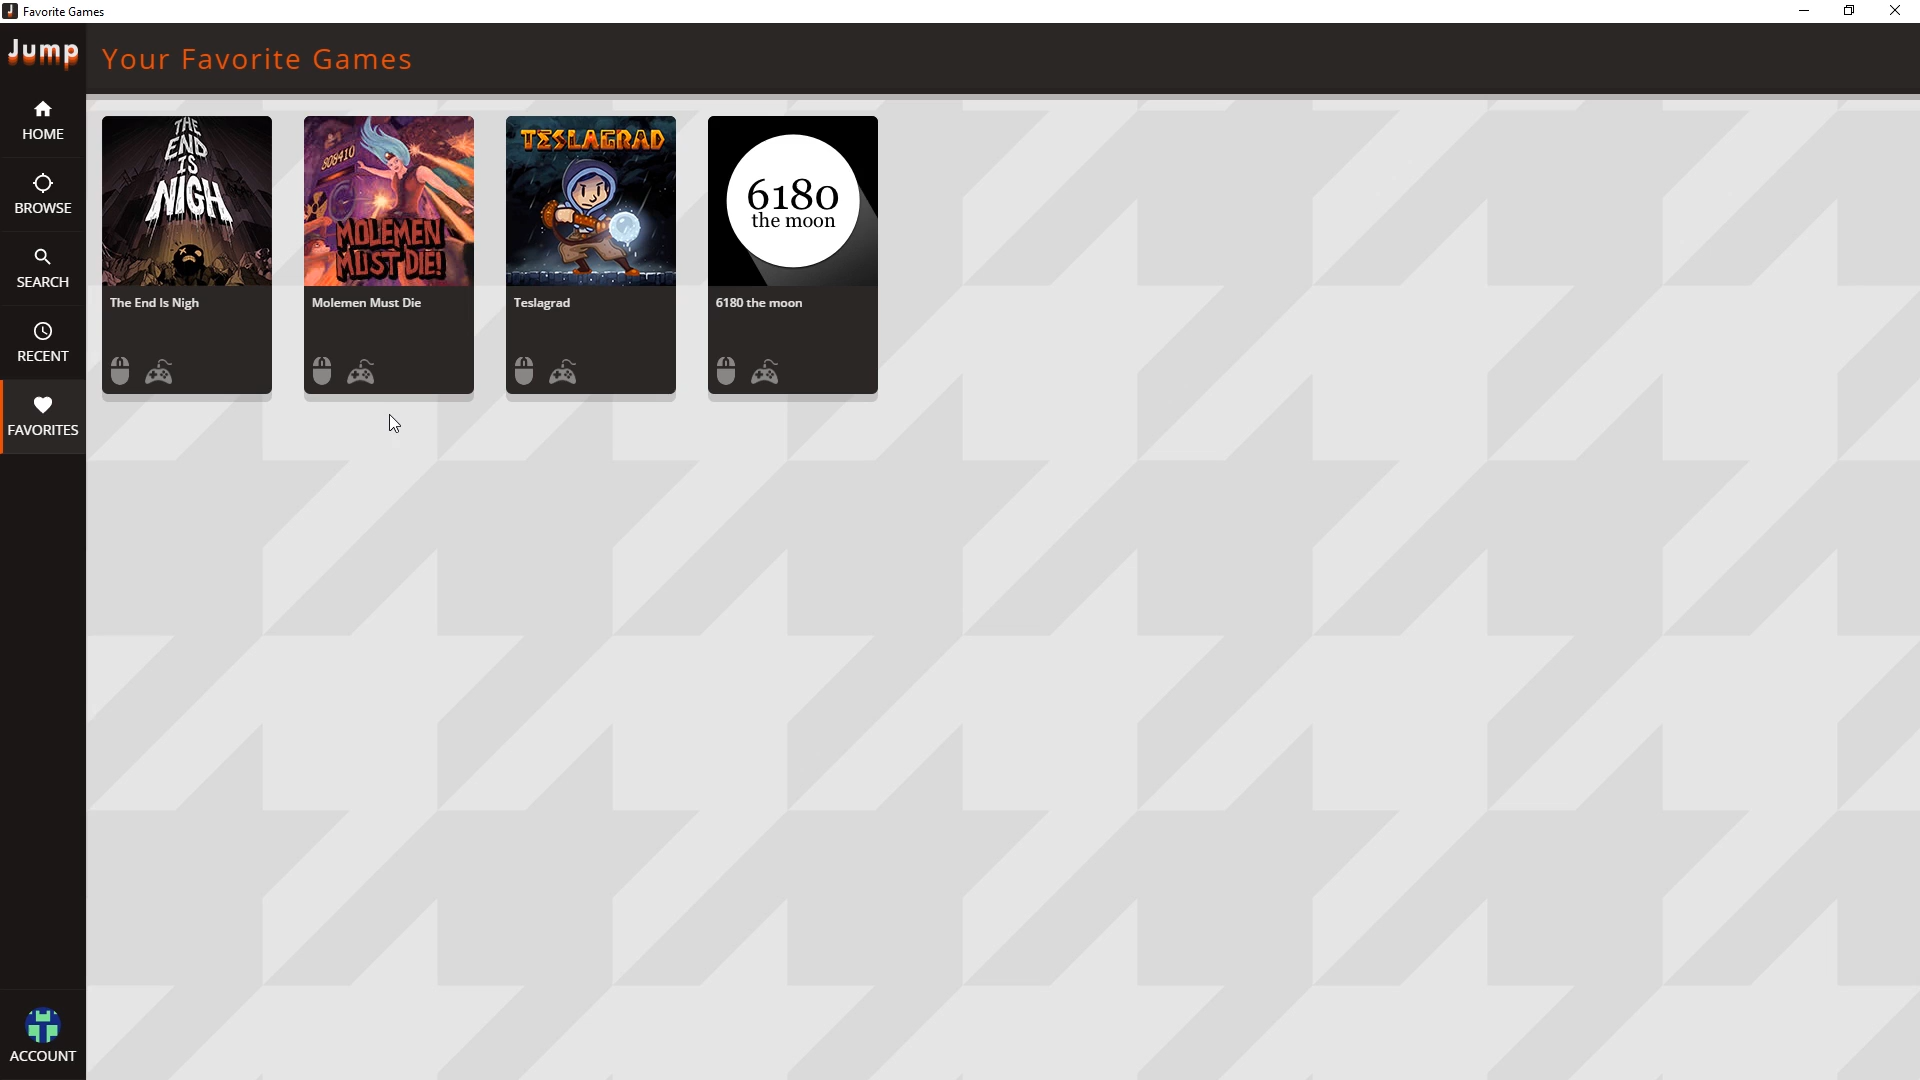 Favorite Games
Jump
Your Favorite Games
HOME
BROWSE
SEARCH
RECENT
FAVORITES
ACCOUNT
THE
END
IS
NIGH
The End Is Nigh
808410
MOLEMEN
MUST DIE!
Molemen Must Die
TESLAGRAD
Teslagrad
6180
the moon
6180 the moon